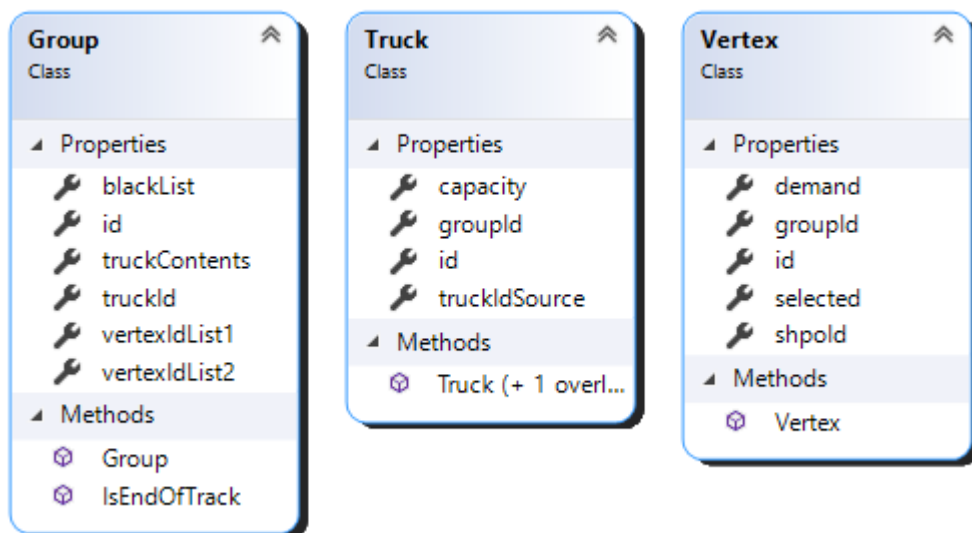 Group
Class
Properties
blackList
id
truckContents
truckId
vertexIdList1
vertexIdList2
Methods
Group
IsEndOfTrack
Truck
Class
Properties
capacity
groupId
id
truckIdSource
Methods
Truck (+ 1 overl...
Vertex
Class
Properties
demand
groupId
id
selected
shpoId
Methods
Vertex